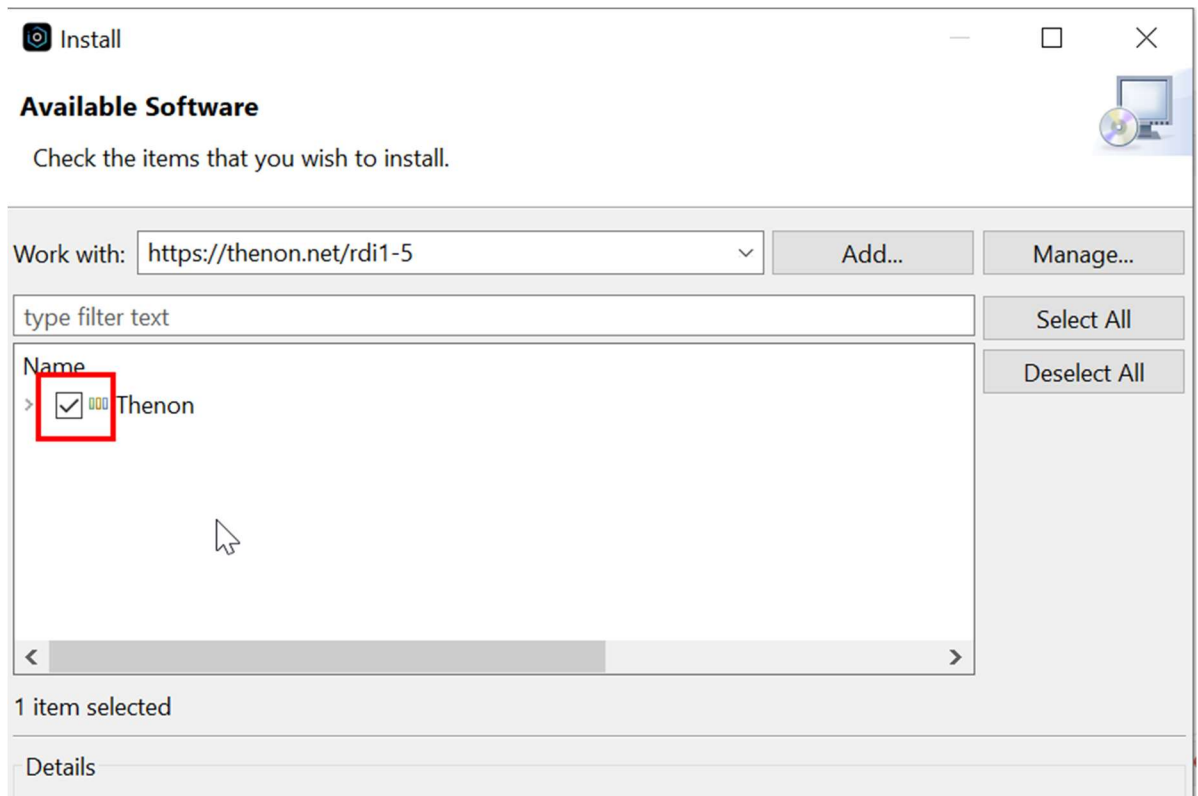 Install
Available Software
Check the items that you wish to install.
Work with: https://thenon.net/rdi1-5 Add... Manage...
type filter text Select All
Name Deselect All
Thenon
1 item selected
Details